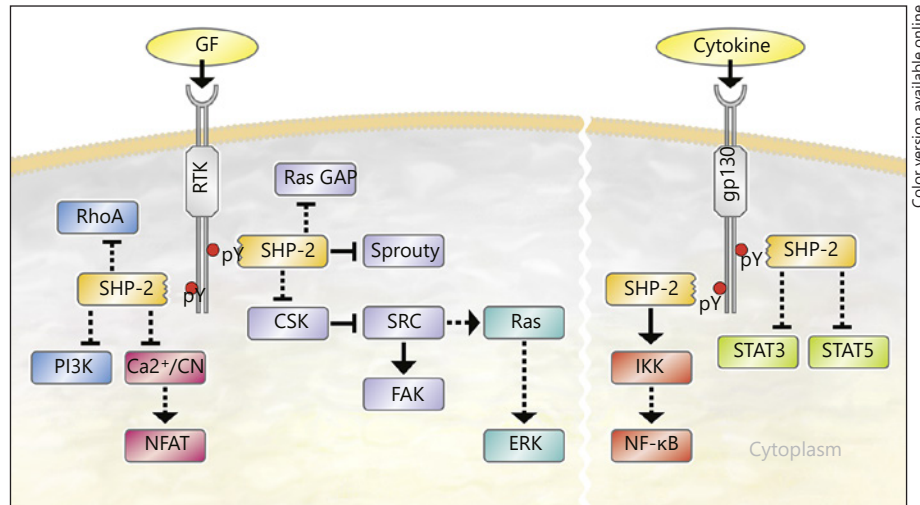 GF
Cytokine
RTK
gp130
Ras GAP
RhoA
pY
SHP-2
Sprouty
pY
SHP-2
SHP-2
pY
SHP-2
pY
CSK
SRC
Ras
STAT3
STAT5
PI3K
Ca2+/CN
IKK
FAK
NFAT
ERK
NF-κB
Cytoplasm
Color version available online